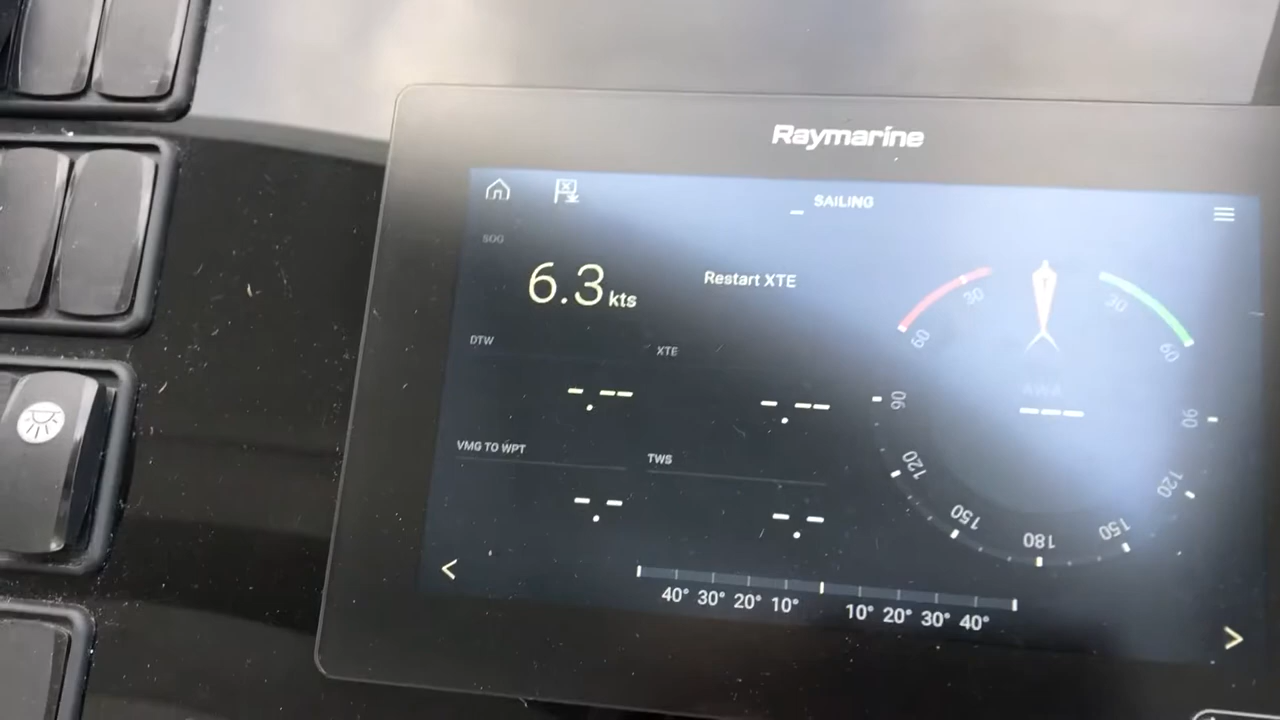 Raymarine
SAILING
SOG
6.3 kts
Restart XTE
DTW
-.--
XTE
-.--
VMG TO WPT
-.-
TWS
-.-
30
60
30
60
AWA
---
90
90
120
120
150
150
180
40° 30° 20° 10° 10° 20° 30° 40°